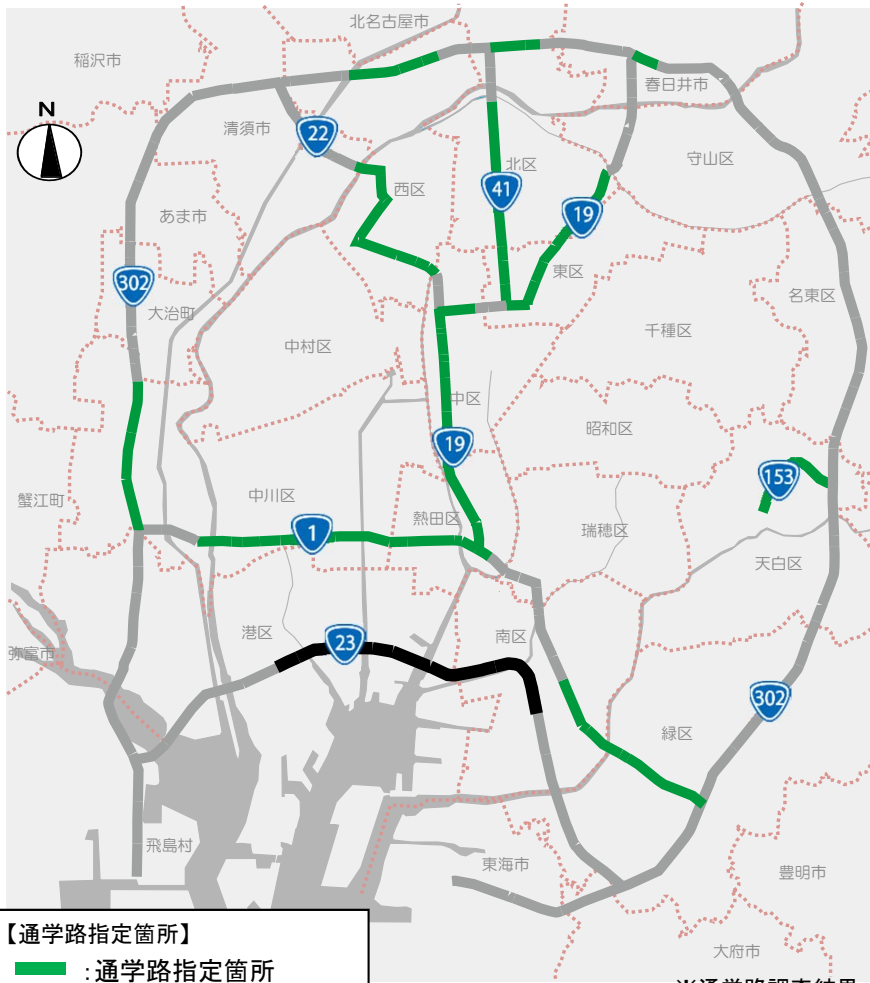 北名古屋市
稲沢市
春日井市
N
清須市
22
守山区
北区
西区
41
19
あま市
東区
302
名東区
大治町
千種区
中村区
中区
昭和区
19
153
中川区
蟹江町
熱田区
瑞穂区
1
天白区
港区
23
南区
弥富市
302
緑区
飛島村
東海市
豊明市
【通学路指定箇所】
大府市
:通学路指定箇所